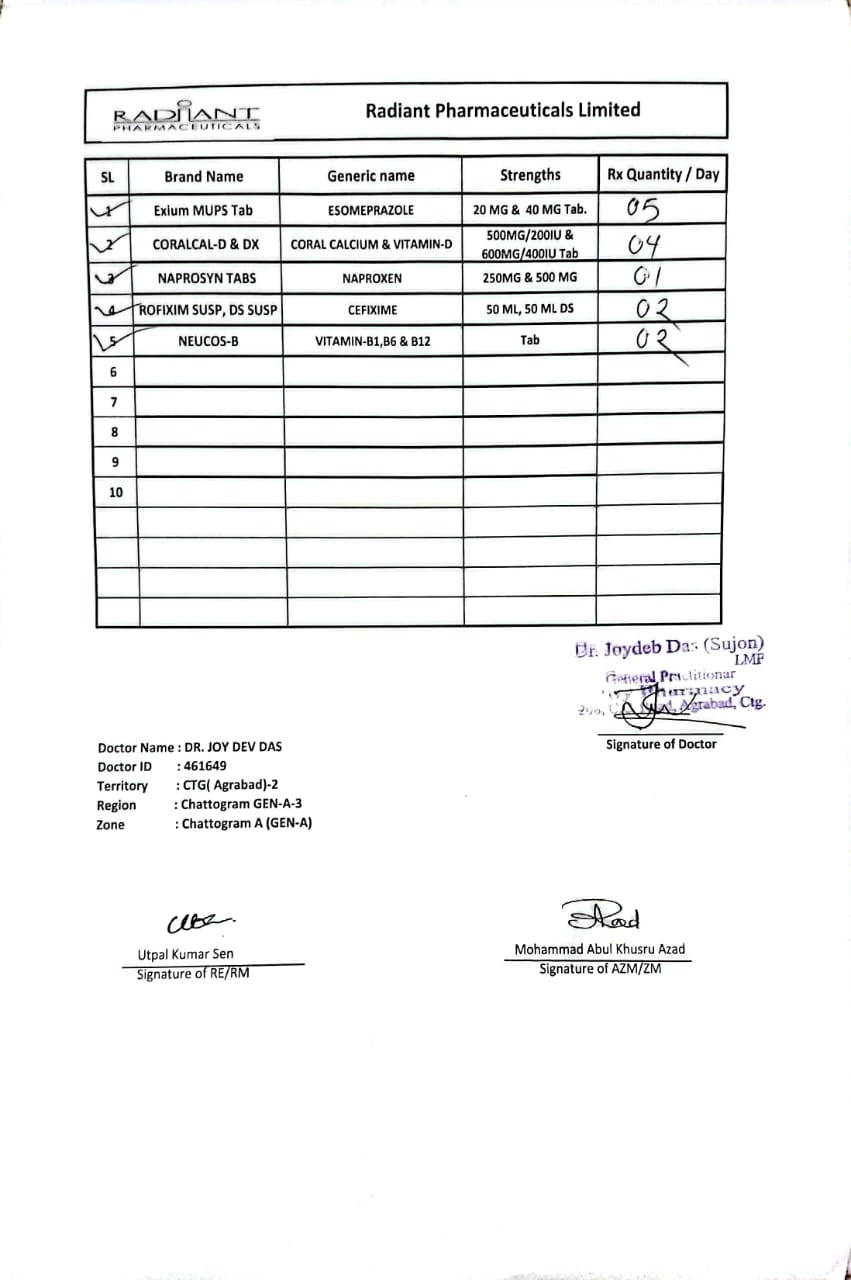 RADIANT
PHARMACEUTICALS
Radiant Pharmaceuticals Limited
SL Brand Name Generic name Strengths Rx Quantity / Day
1 Exium MUPS Tab ESOMEPRAZOLE 20 MG & 40 MG Tab. 05
2 CORALCAL-D & DX CORAL CALCIUM & VITAMIN-D 500MG/200IU & 600MG/400IU Tab 04
3 NAPROSYN TABS NAPROXEN 250MG & 500 MG 01
4 ROFIXIM SUSP, DS SUSP CEFIXIME 50 ML, 50 ML DS 02
5 NEUCOS-B VITAMIN-B1,B6 & B12 Tab 02
6
7
8
9
10
Dr. Joydeb Das (Sujon)
LMF
General Practitionar
Pharmacy
Agrabad, Ctg.
Signature of Doctor
Doctor Name : DR. JOY DEV DAS
Doctor ID : 461649
Territory : CTG( Agrabad)-2
Region : Chattogram GEN-A-3
Zone : Chattogram A (GEN-A)
Azad
Utpal Kumar Sen
Signature of RE/RM
Mohammad Abul Khusru Azad
Signature of AZM/ZM